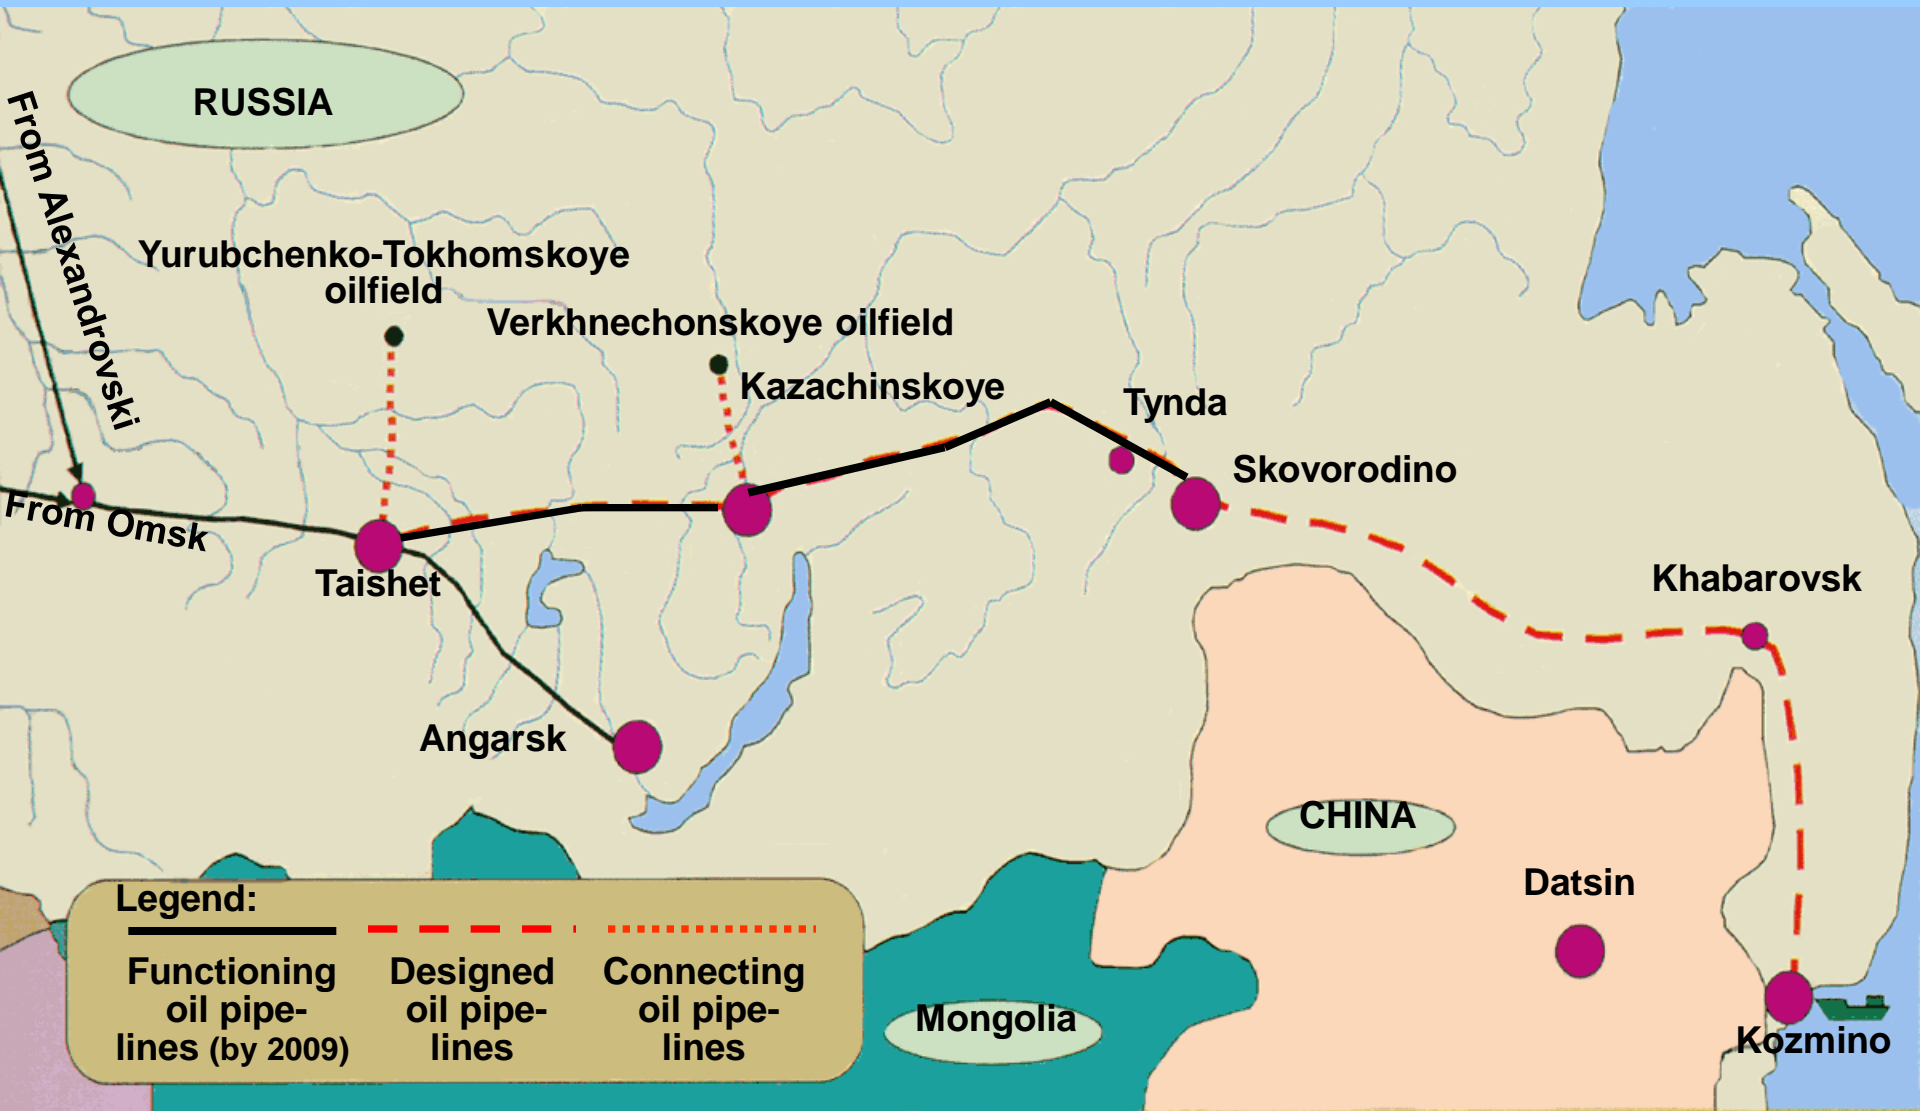 RUSSIA
From Alexandrovski
Yurubchenko-Tokhomskoye
oilfield
Verkhnechonskoye oilfield
Kazachinskoye
Tynda
Skovorodino
From Omsk
Taishet
Khabarovsk
Angarsk
CHINA
Datsin
Mongolia
Kozmino
Legend:
Functioning
oil pipe-
lines (by 2009)
Designed
oil pipe-
lines
Connecting
oil pipe-
lines